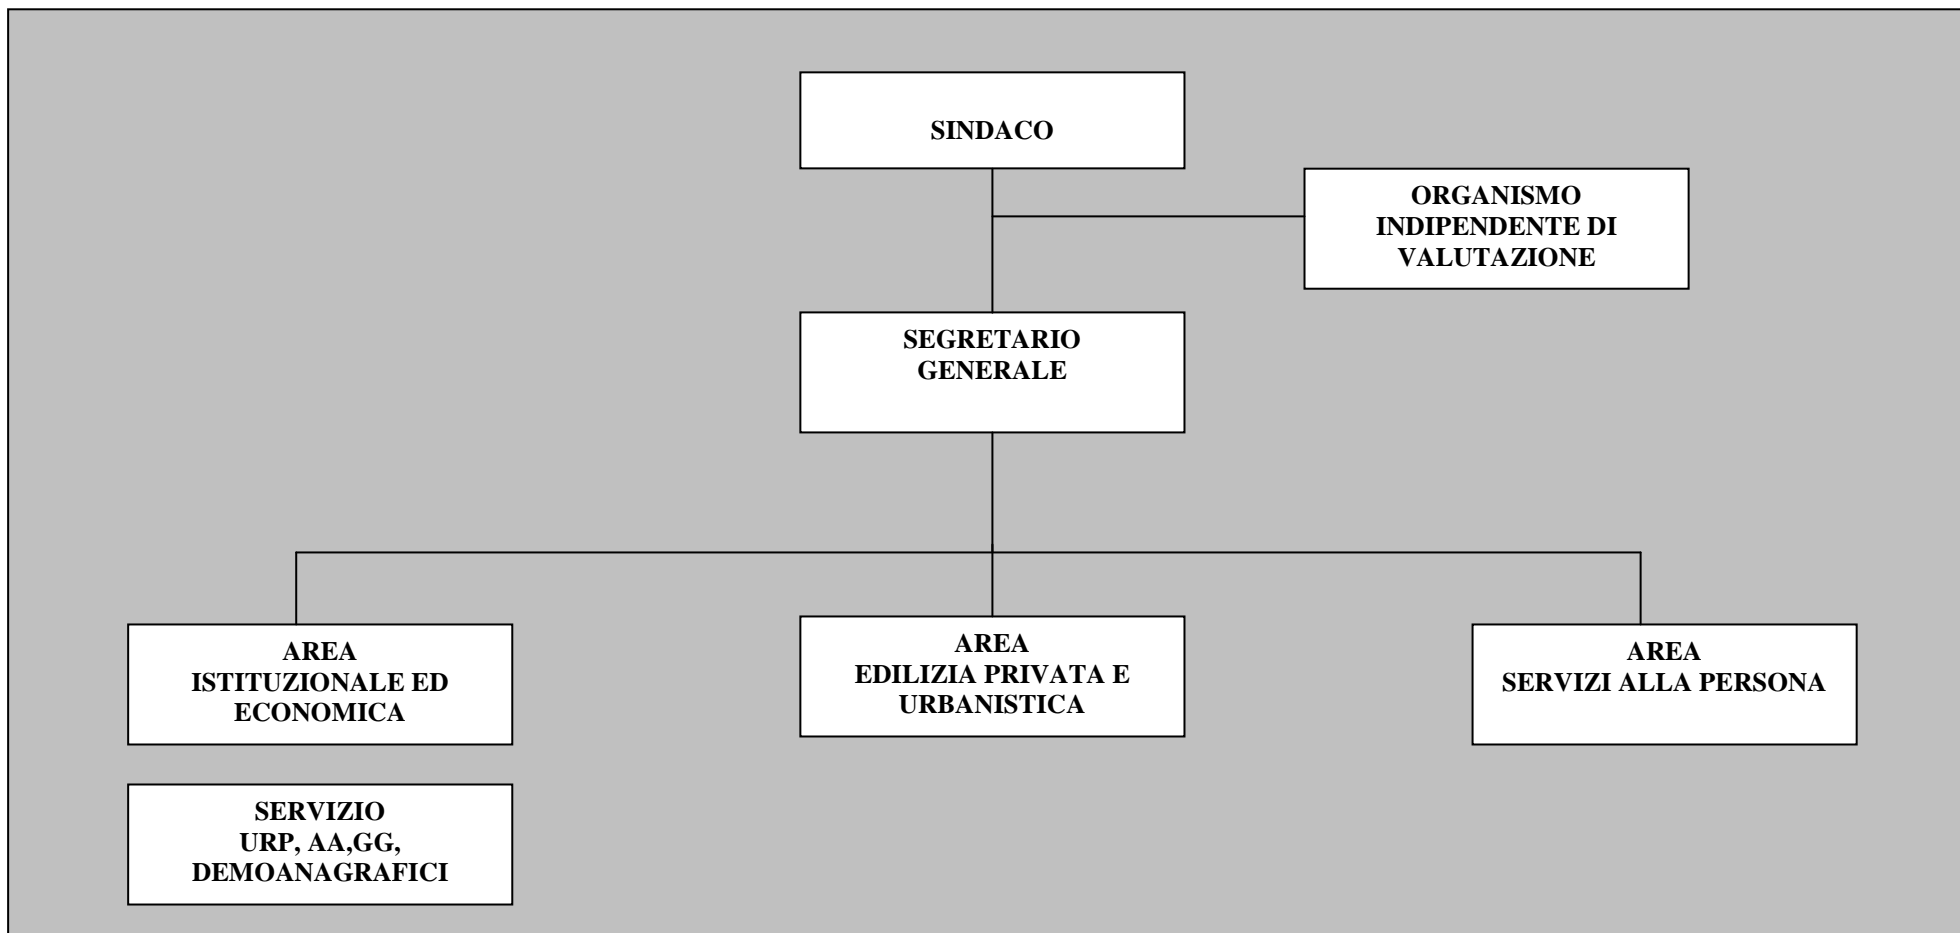 SINDACO
ORGANISMO
INDIPENDENTE DI
VALUTAZIONE
SEGRETARIO
GENERALE
AREA
ISTITUZIONALE ED
ECONOMICA
AREA
EDILIZIA PRIVATA E
URBANISTICA
AREA
SERVIZI ALLA PERSONA
SERVIZIO
URP, AA,GG,
DEMOANAGRAFICI